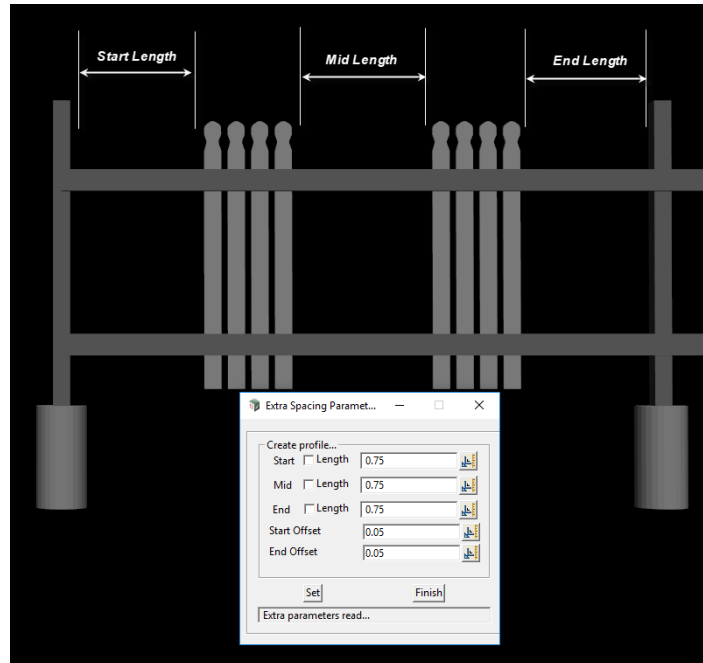 Start Length
Mid Length
End Length
Extra Spacing Paramet...
Create profile...
Start Length 0.75
Mid Length 0.75
End Length 0.75
Start Offset 0.05
End Offset 0.05
Set Finish
Extra parameters read...